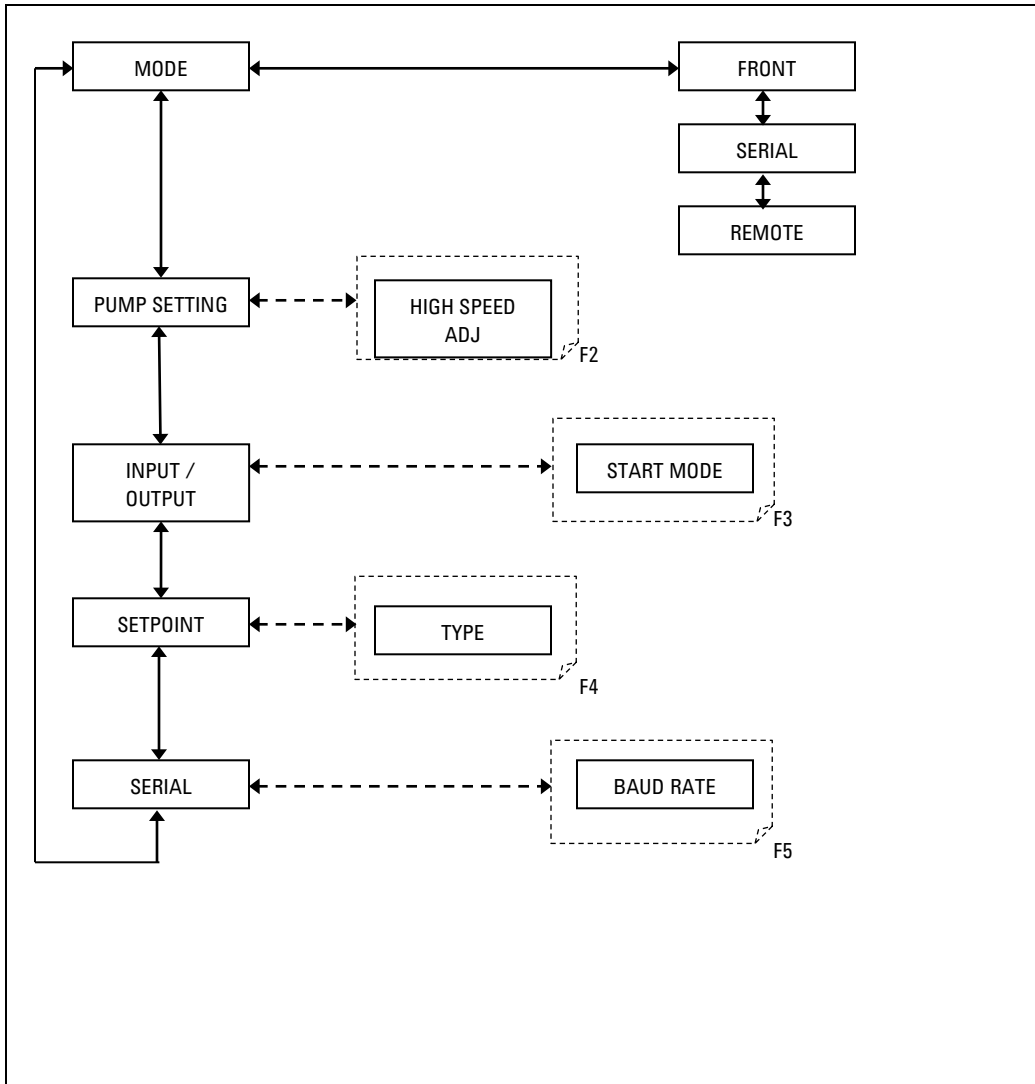 MODE
FRONT
SERIAL
REMOTE
PUMP SETTING
HIGH SPEED
ADJ
F2
INPUT /
OUTPUT
START MODE
F3
SETPOINT
TYPE
F4
SERIAL
BAUD RATE
F5